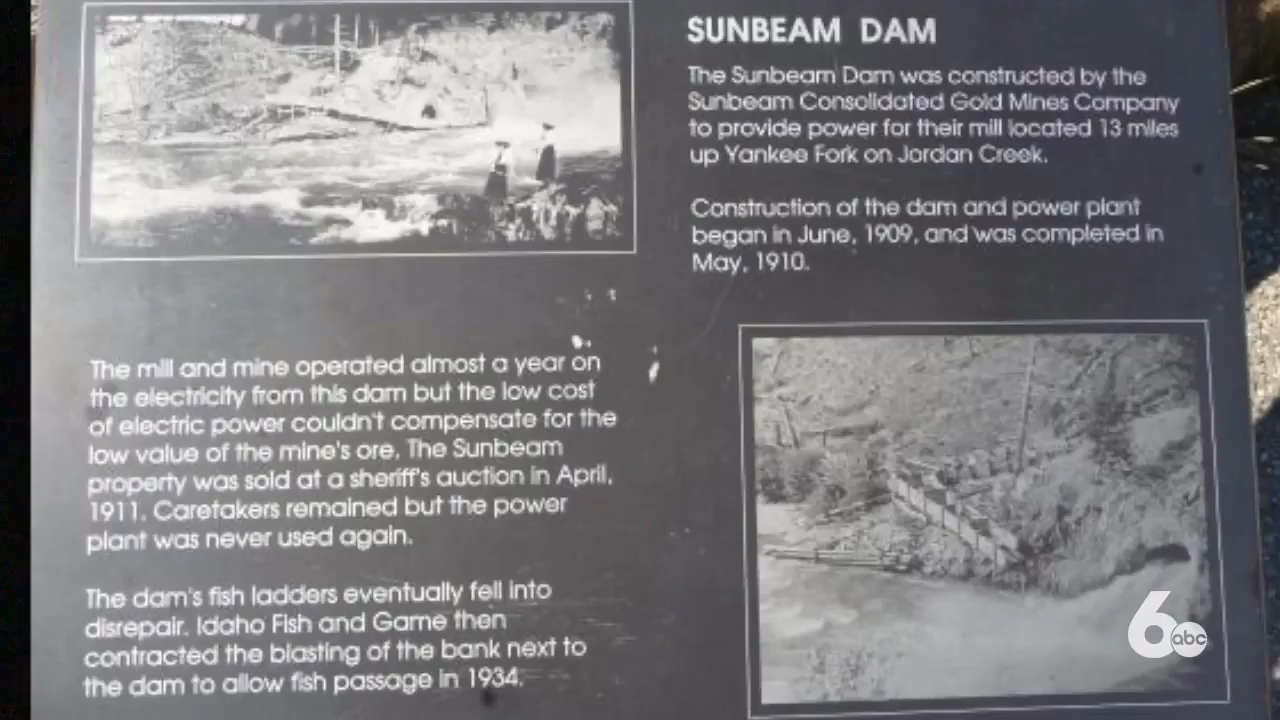 SUNBEAM DAM
The Sunbeam Dam was constructed by the
Sunbeam Consolidated Gold Mines Company
to provide power for their mill located 13 miles
up Yankee Fork on Jordan Creek.
Construction of the dam and power plant
began in June, 1909, and was completed in
May, 1910.
The mill and mine operated almost a year on
the electricity from this dam but the low cost
of electric power couldn't compensate for the
low value of the mine's ore. The Sunbeam
property was sold at a sheriff's auction in April,
1911. Caretakers remained but the power
plant was never used again.
The dam's fish ladders eventually fell into
disrepair. Idaho Fish and Game then
contracted the blasting of the bank next to
the dam to allow fish passage in 1934.
6 abc